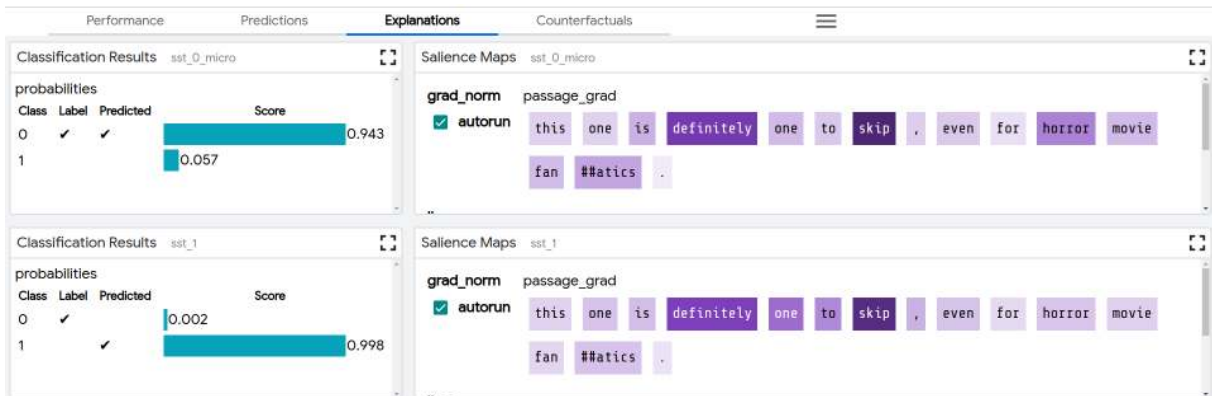 Performance Predictions Explanations Counterfactuals
Classification Results sst_0_micro
probabilities
Class Label Predicted Score
0 ✔ ✔ 0.943
1 0.057
Salience Maps sst_0_micro
grad_norm passage_grad
autorun this one is definitely one to skip , even for horror movie
fan ##atics .
Classification Results sst_1
probabilities
Class Label Predicted Score
0 ✔ 0.002
1 ✔ 0.998
Salience Maps sst_1
grad_norm passage_grad
autorun this one is definitely one to skip , even for horror movie
fan ##atics .